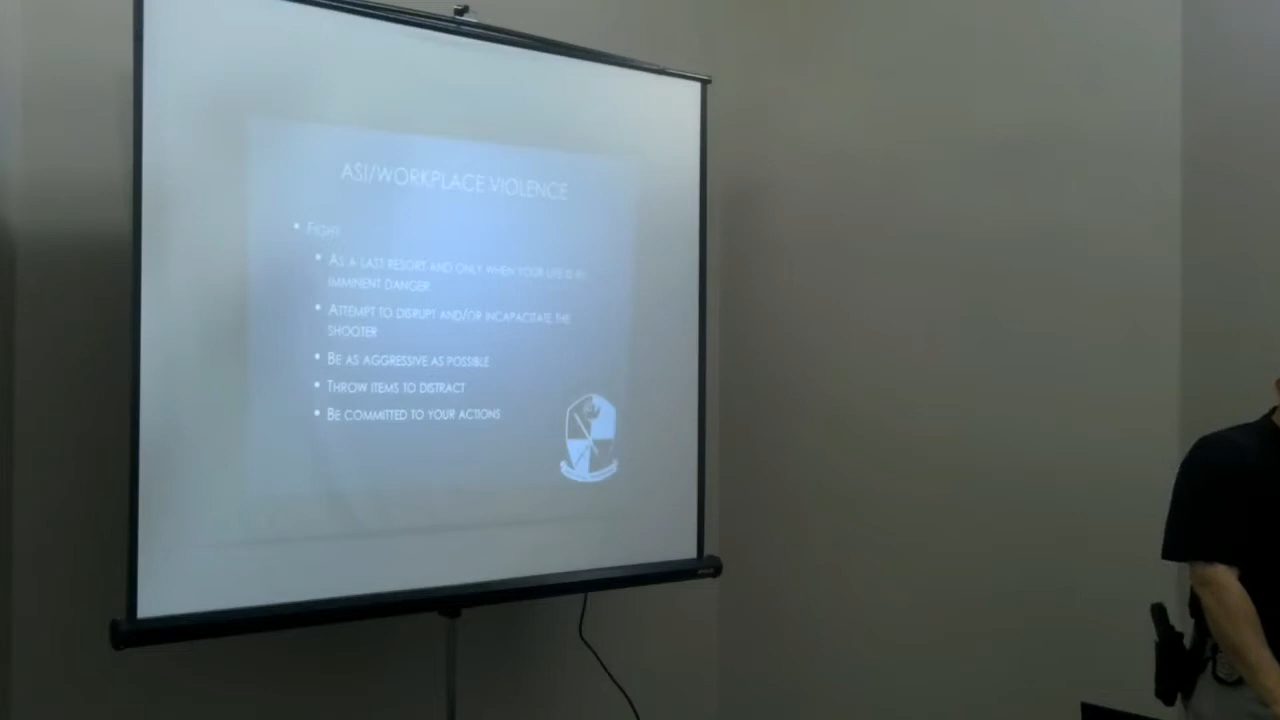 ASI/WORKPLACE VIOLENCE
• FIGHT
• AS A LAST RESORT AND ONLY WHEN YOUR LIFE IS IN
IMMINENT DANGER
• ATTEMPT TO DISRUPT AND/OR INCAPACITATE THE
SHOOTER
• BE AS AGGRESSIVE AS POSSIBLE
• THROW ITEMS TO DISTRACT
• BE COMMITTED TO YOUR ACTIONS